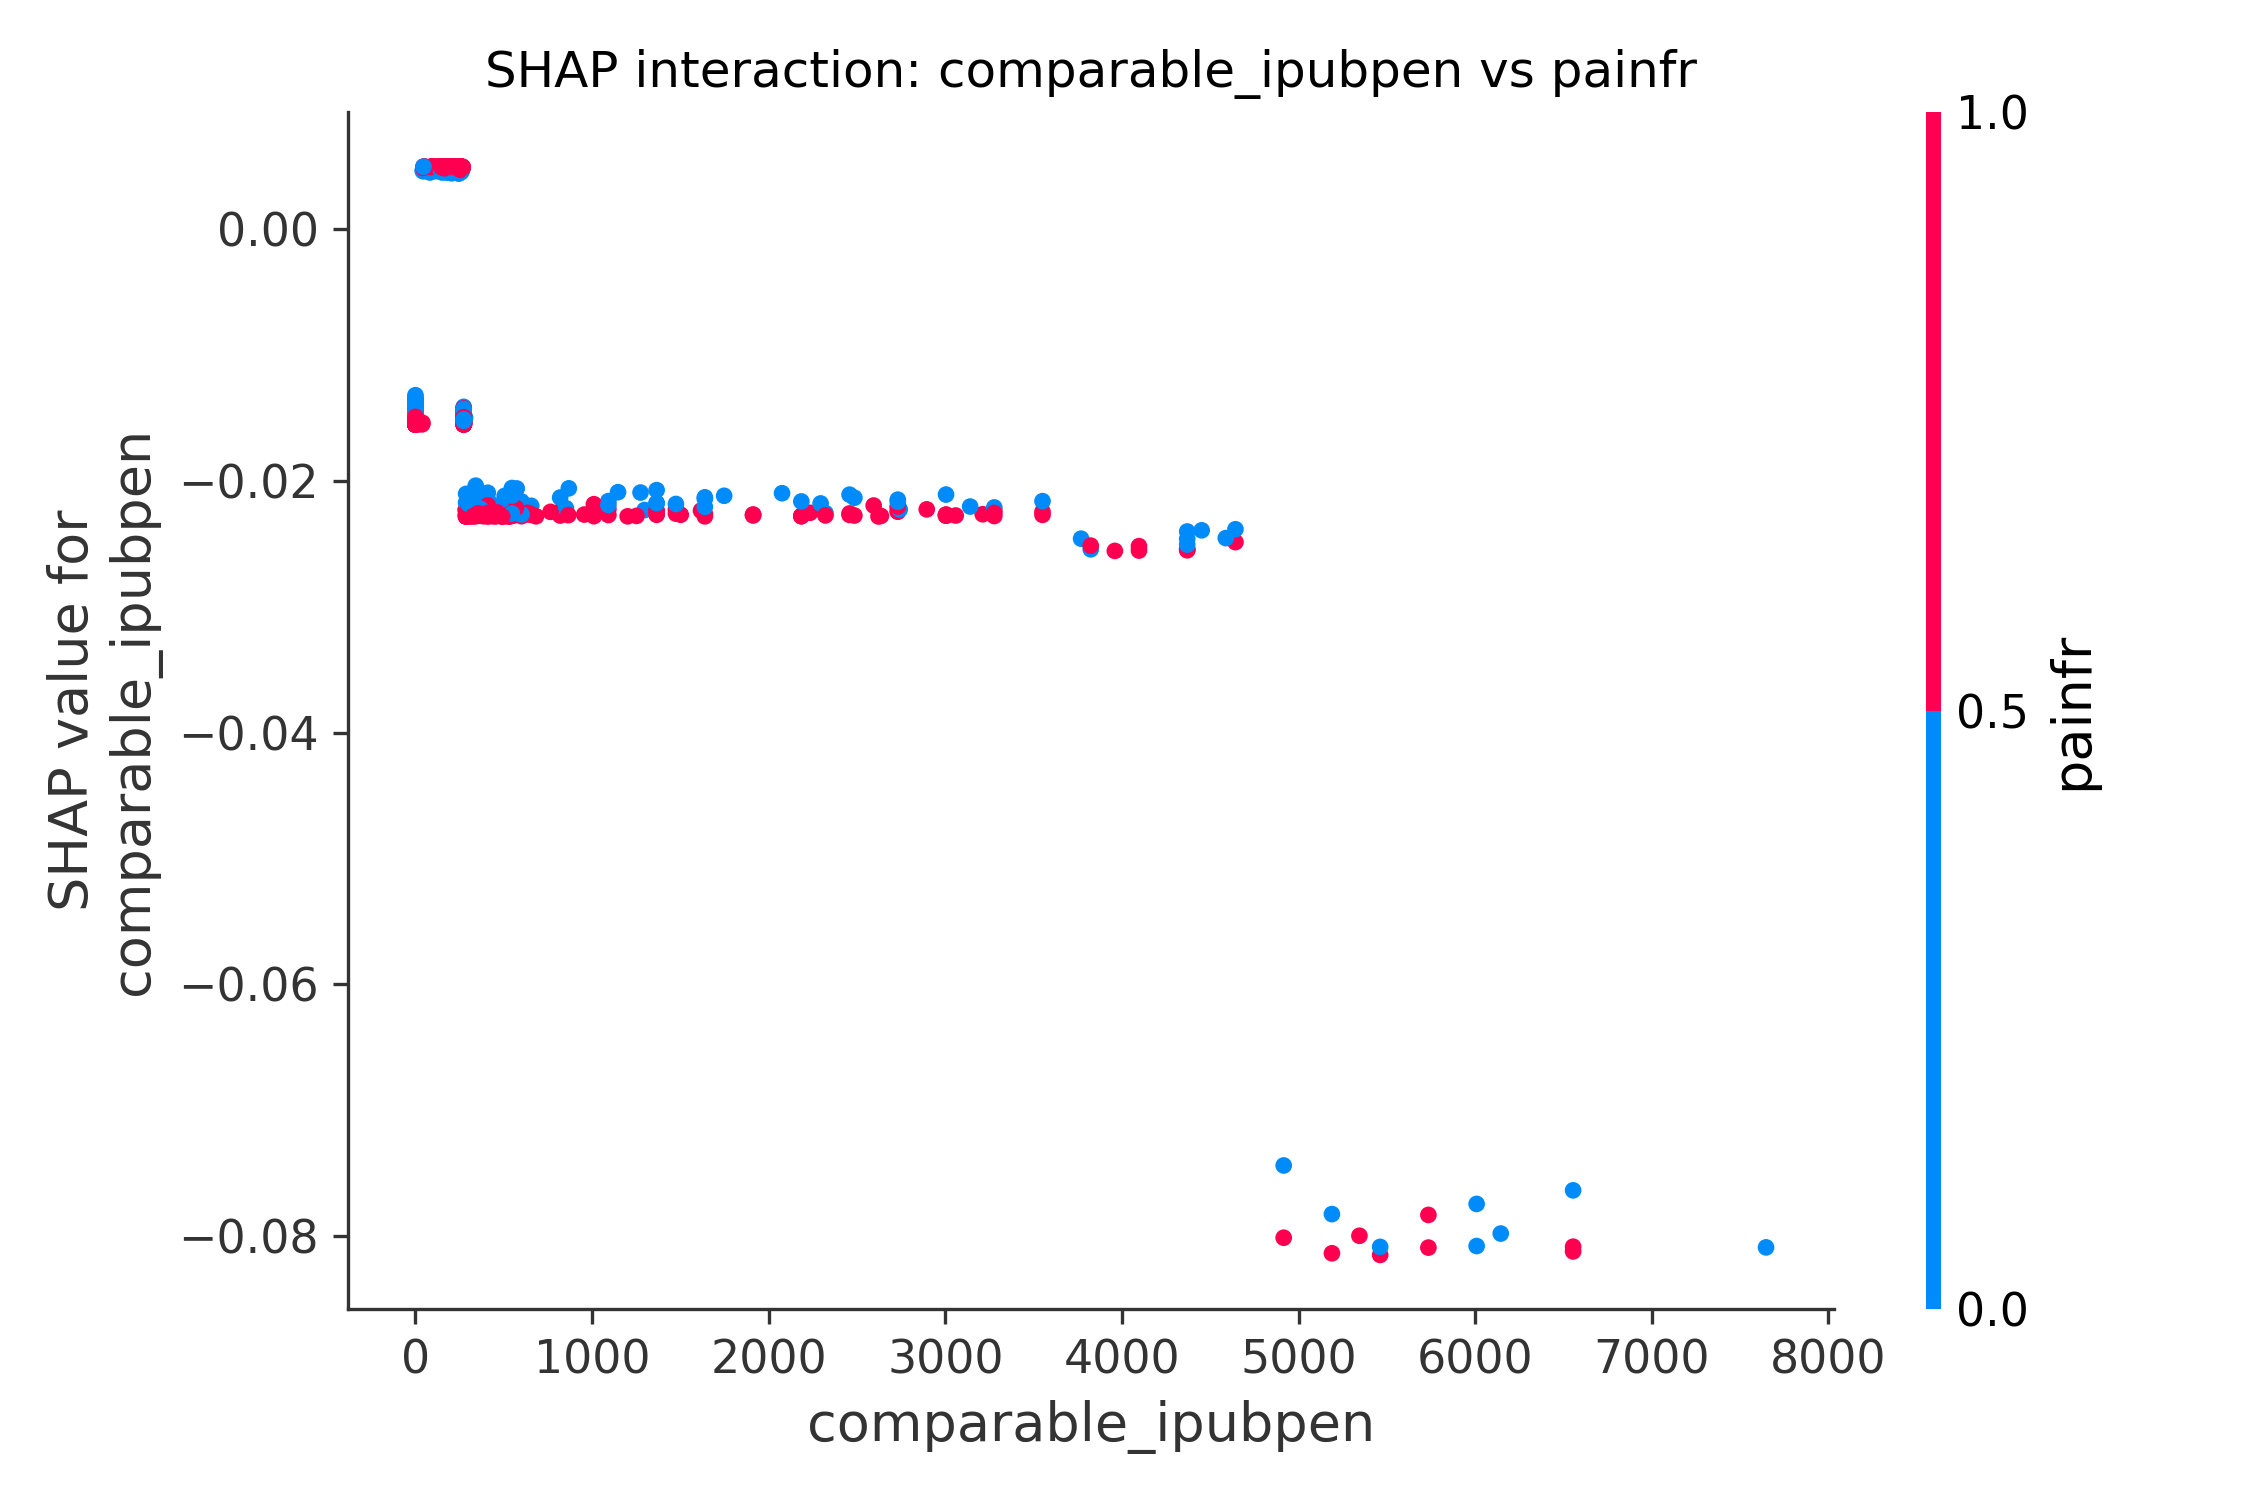 SHAP interaction: comparable_ipubpen vs painfr
0.00
−0.02
−0.04
−0.06
−0.08
SHAP value for
comparable_ipubpen
0 1000 2000 3000 4000 5000 6000 7000 8000
comparable_ipubpen
1.0
0.5
0.0
painfr